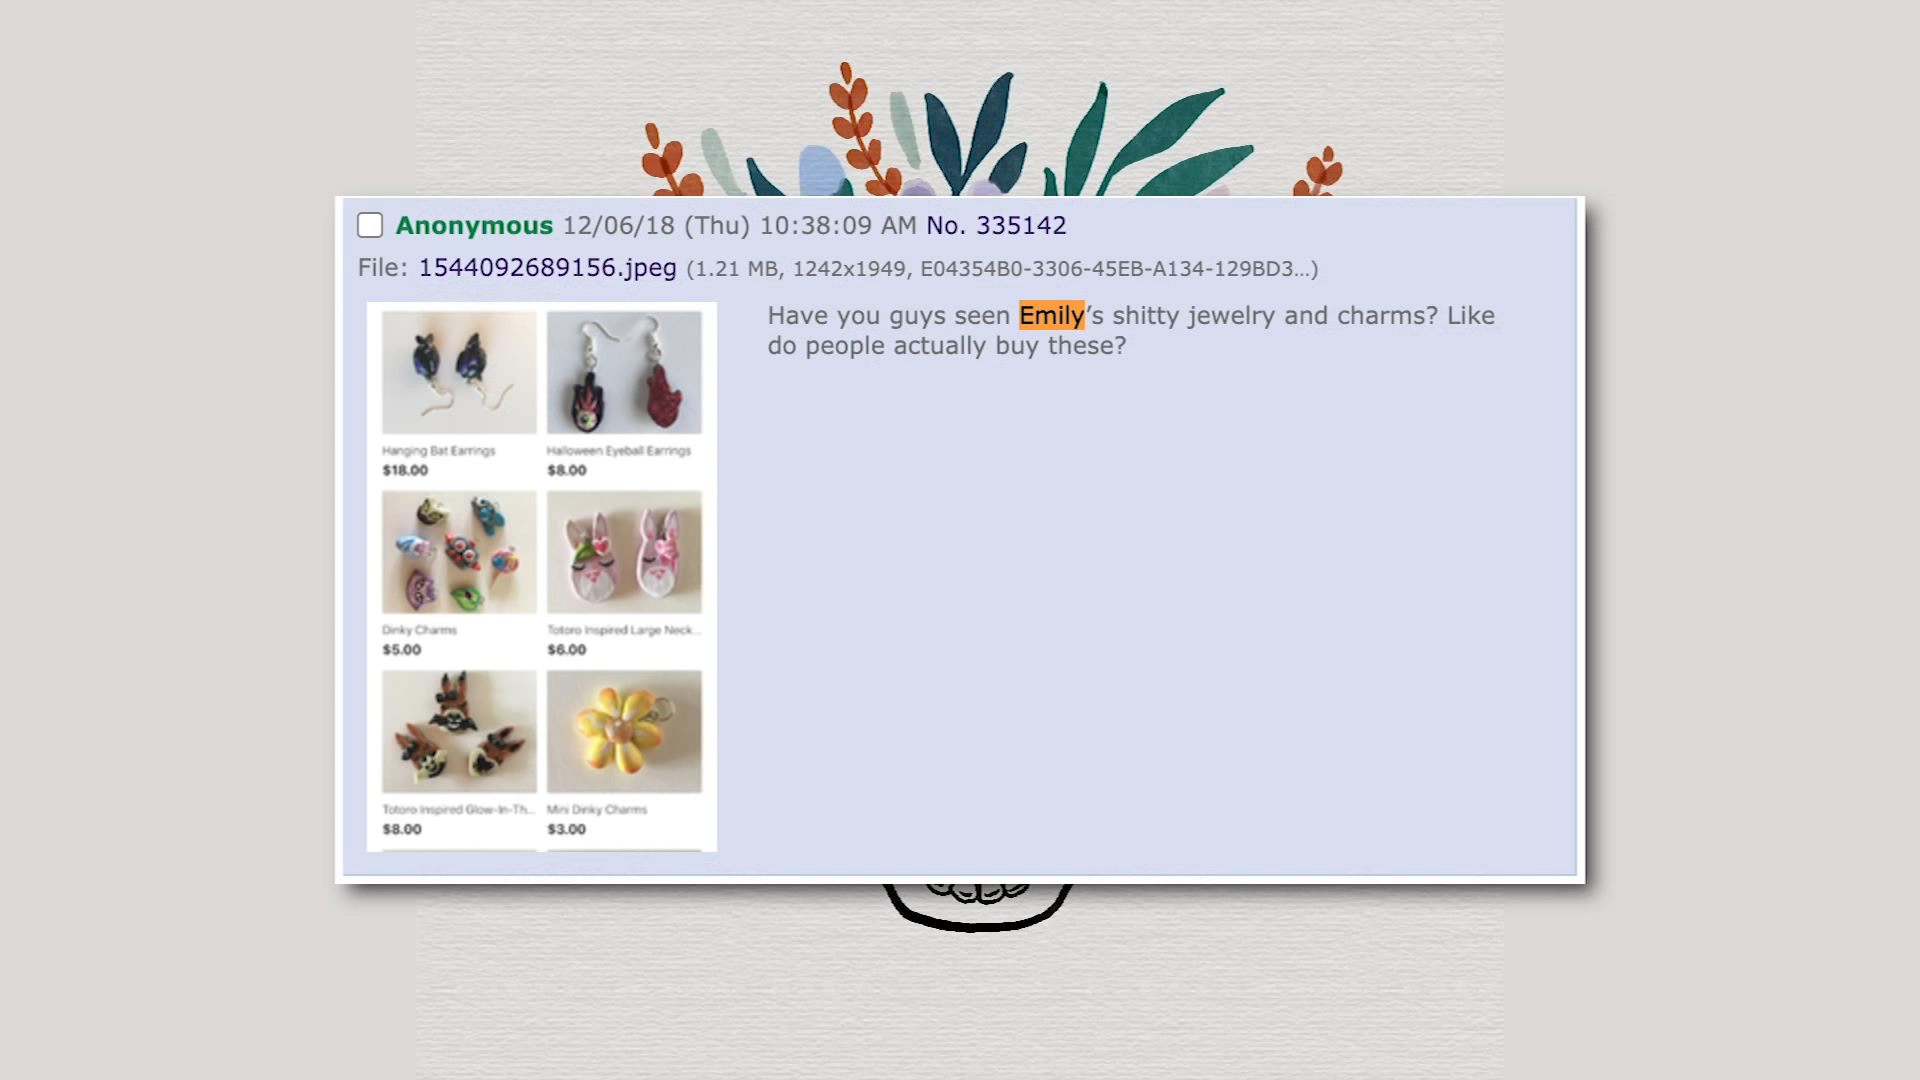 Anonymous 12/06/18 (Thu) 10:38:09 AM No. 335142
File: 1544092689156.jpeg (1.21 MB, 1242x1949, E04354B0-3306-45EB-A134-129BD3...)
Have you guys seen Emily's shitty jewelry and charms? Like
do people actually buy these?
Hanging Bat Earrings
$18.00
Halloween Eyeball Earrings
$8.00
Dinky Charms
$5.00
Totoro Inspired Large Neck...
$6.00
Totoro Inspired Glow-In-Th...
$8.00
Mini Dinky Charms
$3.00